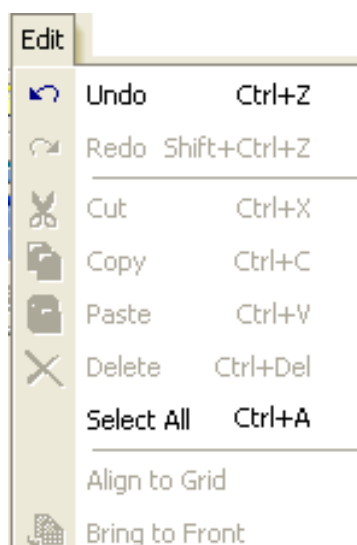 Edit
Undo Ctrl+Z
Redo Shift+Ctrl+Z
Cut Ctrl+X
Copy Ctrl+C
Paste Ctrl+V
Delete Ctrl+Del
Select All Ctrl+A
Align to Grid
Bring to Front